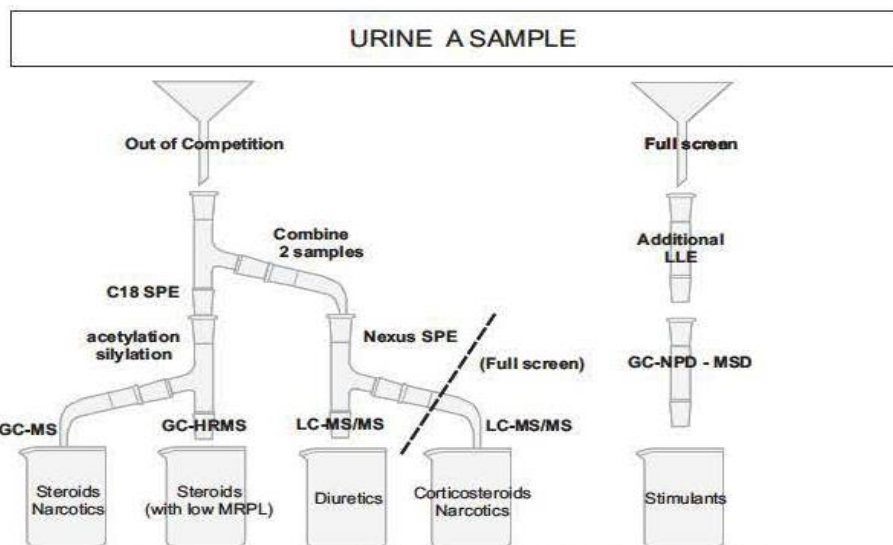 URINE A SAMPLE
Out of Competition
Full screen
Combine
2 samples
Additional
LLE
C18 SPE
acetylation
silylation
Nexus SPE
(Full screen)
GC-NPD - MSD
GC-MS
GC-HRMS
LC-MS/MS
LC-MS/MS
Steroids
Narcotics
Steroids
(with low MRPL)
Diuretics
Corticosteroids
Narcotics
Stimulants